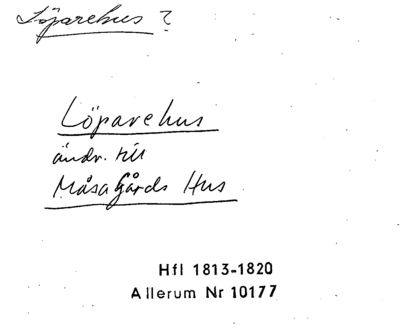 Löparehus ?
Löparehus
ändr. till
Måsagårds Hus
Hfl 1813-1820
Allerum Nr 10177